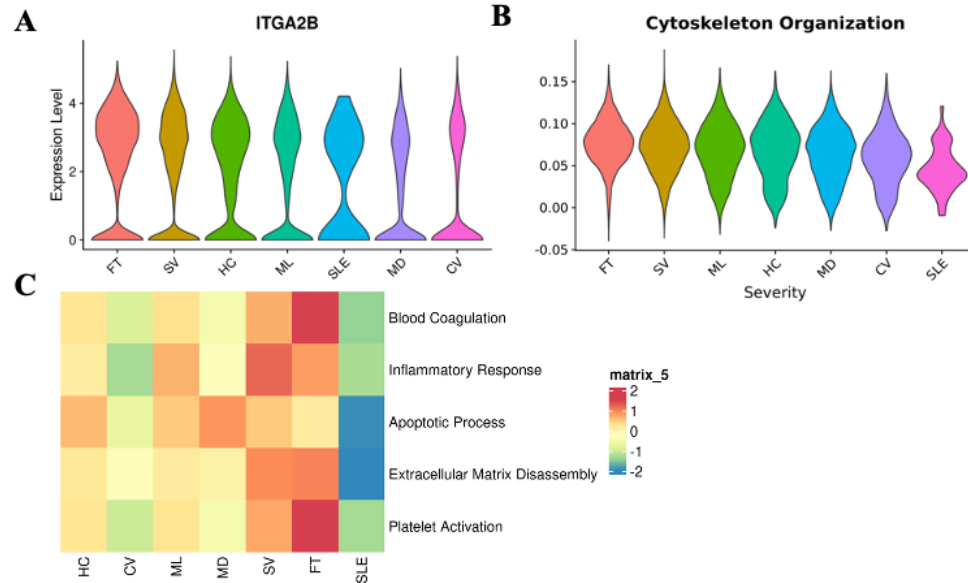 A
ITGA2B
Expression Level
4
2
0
FT
SV
HC
ML
SLE
MD
CV
B
Cytoskeleton Organization
0.15
0.10
0.05
0.00
-0.05
FT
SV
ML
HC
MD
CV
SLE
Severity
C
Blood Coagulation
Inflammatory Response
Apoptotic Process
Extracellular Matrix Disassembly
Platelet Activation
HC
CV
ML
MD
SV
FT
SLE
matrix_5
2
1
0
-1
-2